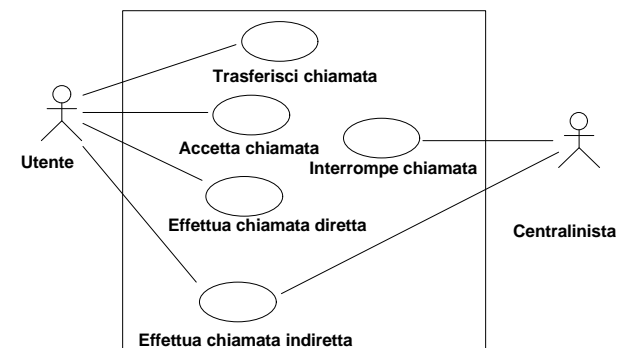 Trasferisci chiamata
Accetta chiamata
Utente
Interrompe chiamata
Effettua chiamata diretta
Centralinista
Effettua chiamata indiretta